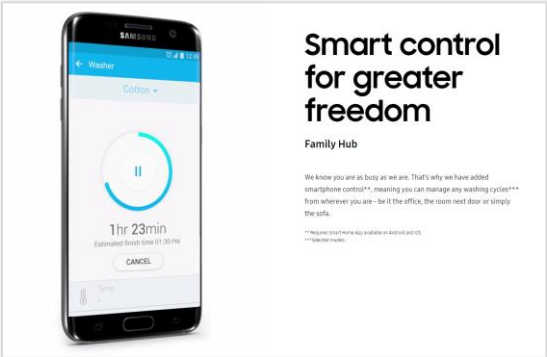 SAMSUNG
12:45
Washer
Cotton
1hr 23min
Estimated finish time 01:30 PM
CANCEL
Temp.
Smart control
for greater
freedom
Family Hub
We know you are as busy as we are. That's why we have added
smartphone control**, meaning you can manage any washing cycles***
from wherever you are - be it the office, the room next door or simply
the sofa.
**Requires Smart Home App available on Android and iOS.
***Selected models.